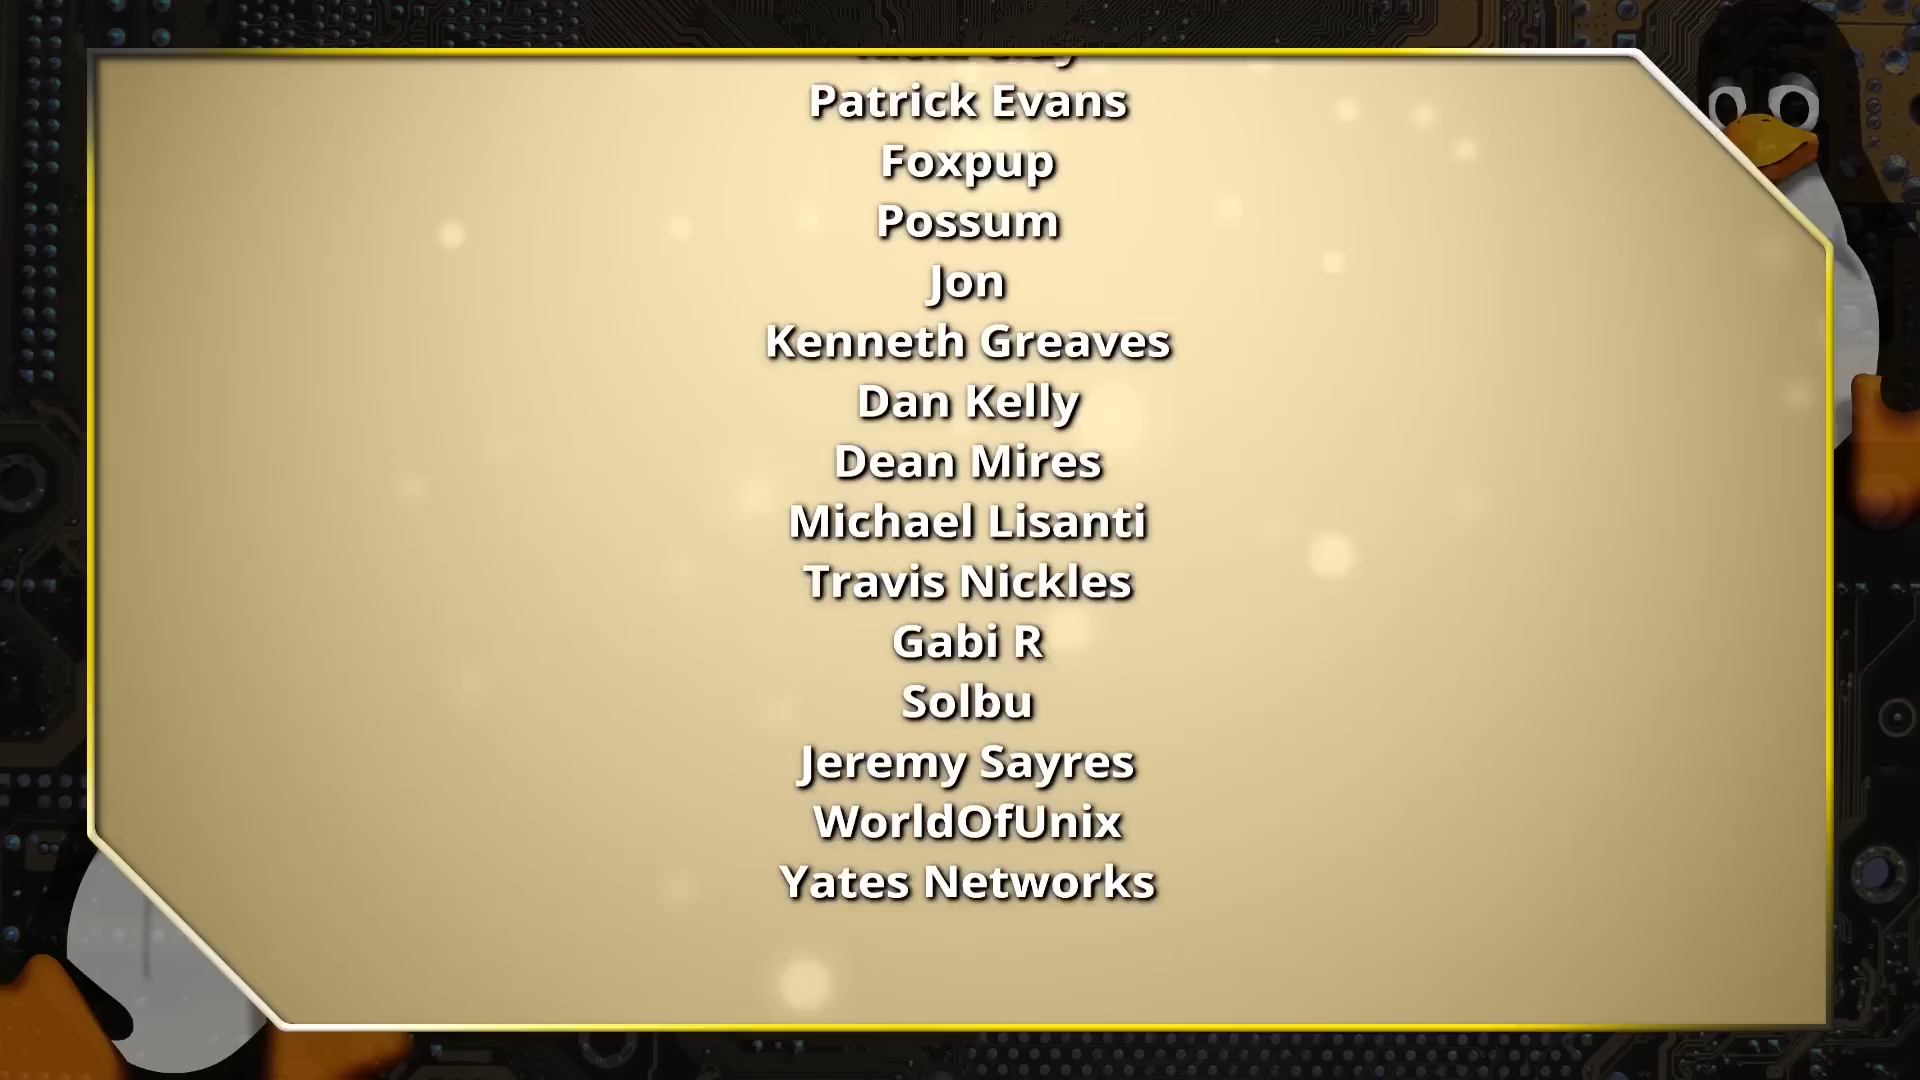 Patrick Evans
Foxpup
Possum
Jon
Kenneth Greaves
Dan Kelly
Dean Mires
Michael Lisanti
Travis Nickles
Gabi R
Solbu
Jeremy Sayres
WorldOfUnix
Yates Networks